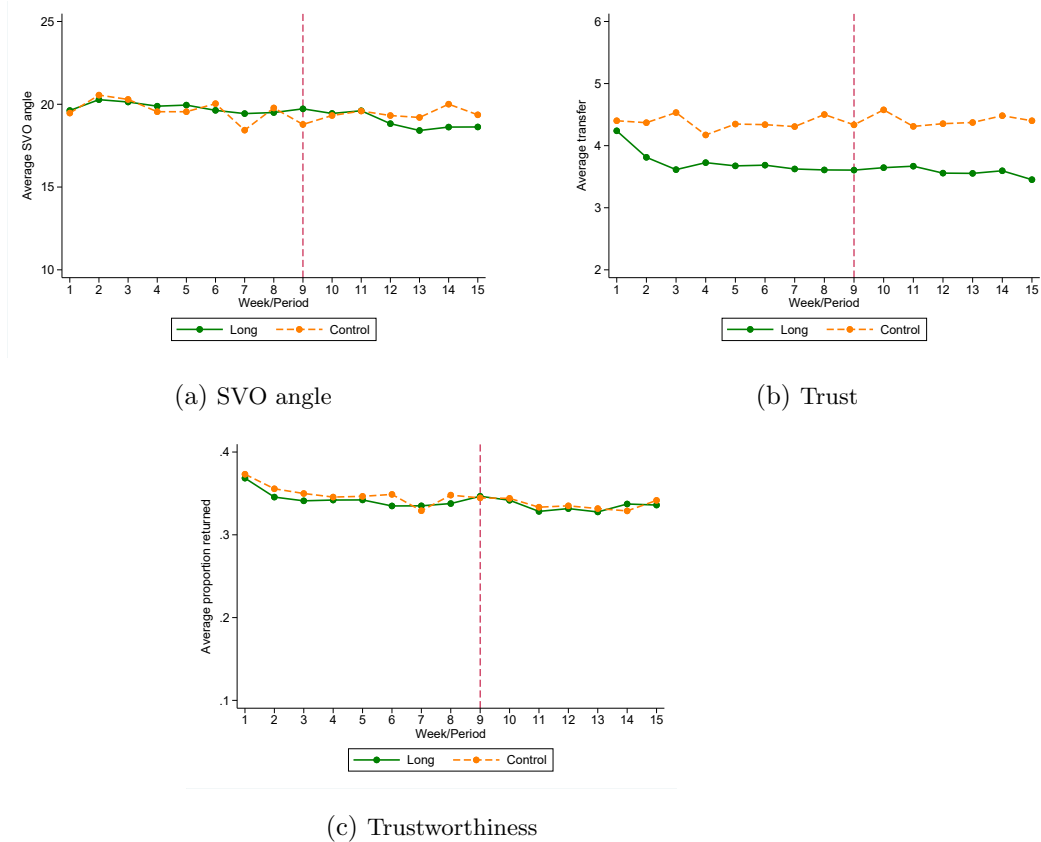 25
20
15
10
Average SVO angle
1 2 3 4 5 6 7 8 9 10 11 12 13 14 15
Week/Period
Long Control
(a) SVO angle
6
5
4
3
2
Average transfer
1 2 3 4 5 6 7 8 9 10 11 12 13 14 15
Week/Period
Long Control
(b) Trust
.4
.3
.2
.1
Average proportion returned
1 2 3 4 5 6 7 8 9 10 11 12 13 14 15
Week/Period
Long Control
(c) Trustworthiness